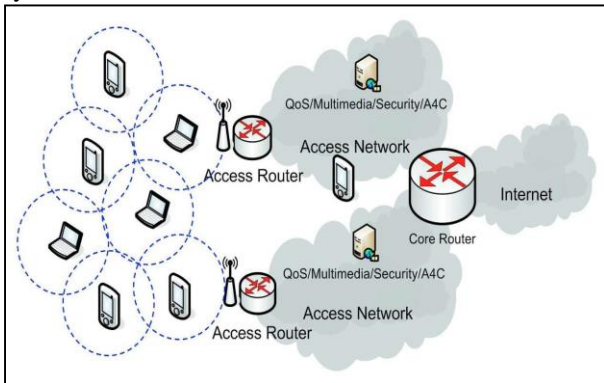 QoS/Multimedia/Security/A4C
Access Network
Access Router
Internet
Core Router
QoS/Multimedia/Security/A4C
Access Network
Access Router